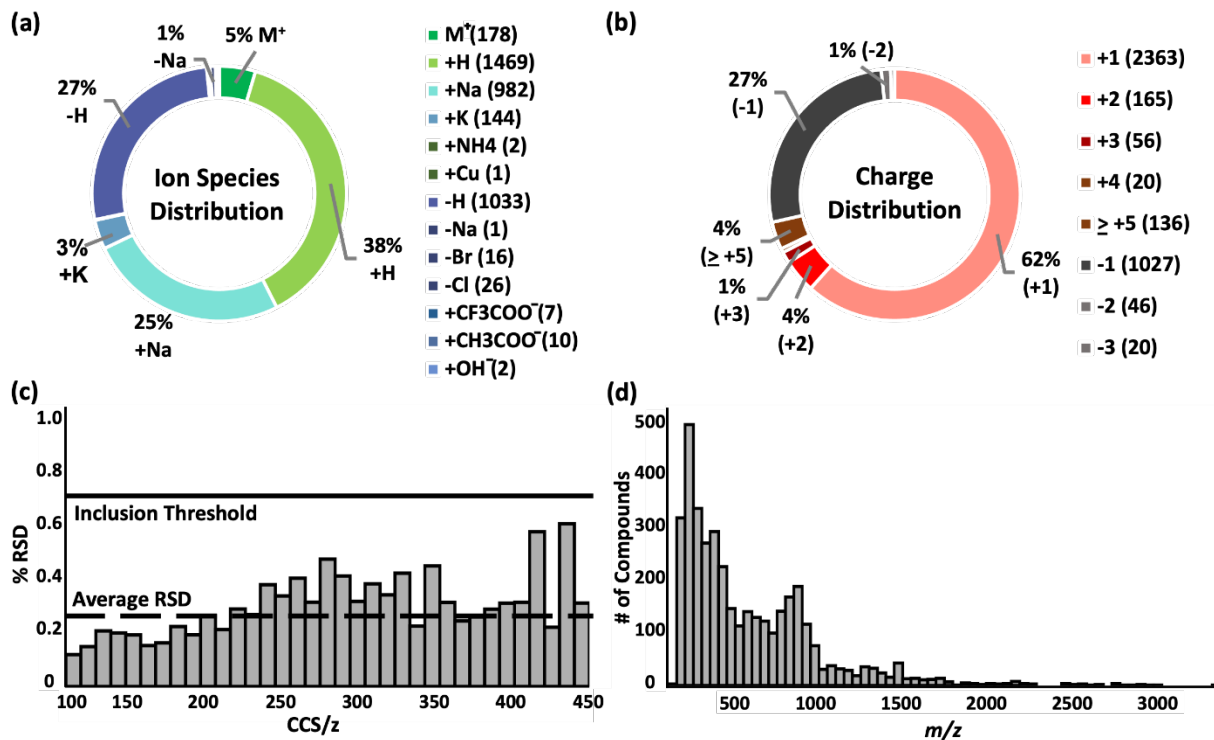 (a)
1%
-Na
5% M⁺
27%
-H
Ion Species
Distribution
3%
+K
25%
+Na
38%
+H
M⁺(178)
+H (1469)
+Na (982)
+K (144)
+NH4 (2)
+Cu (1)
-H (1033)
-Na (1)
-Br (16)
-Cl (26)
+CF3COO⁻(7)
+CH3COO⁻(10)
+OH⁻(2)
(b)
1% (-2)
27%
(-1)
Charge
Distribution
4%
(≥ +5)
1%
(+3)
4%
(+2)
62%
(+1)
+1 (2363)
+2 (165)
+3 (56)
+4 (20)
≥ +5 (136)
-1 (1027)
-2 (46)
-3 (20)
(c)
% RSD
1.0
0.8
0.6
0.4
0.2
0
Inclusion Threshold
Average RSD
100 150 200 250 300 350 400 450
CCS/z
(d)
# of Compounds
500
400
300
200
100
0
500 1000 1500 2000 2500 3000
m/z